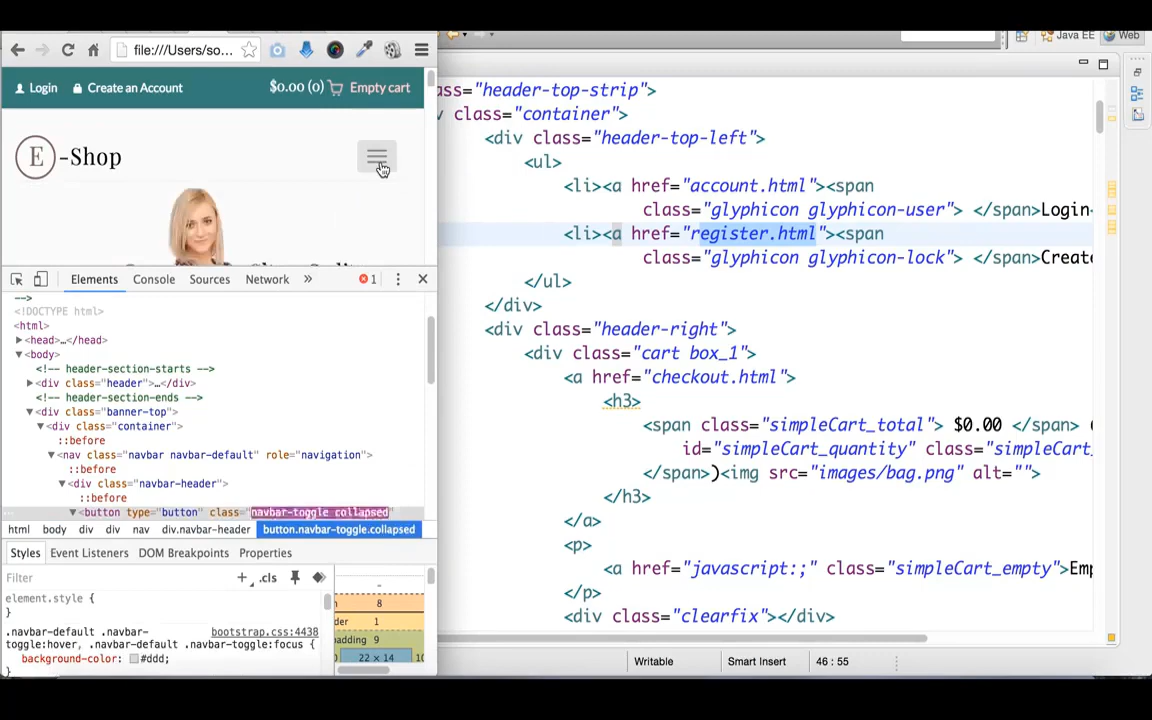 file:///Users/so...
Java EE
Web
Login
Create an Account
$0.00 (0)
Empty cart
E-Shop
Elements
Console
Sources
Network
»
1
-->
<!DOCTYPE html>
<html>
<head>…</head>
<body>
<!-- header-section-starts -->
<div class="header">…</div>
<!-- header-section-ends -->
<div class="banner-top">
<div class="container">
::before
<nav class="navbar navbar-default" role="navigation">
::before
<div class="navbar-header">
::before
... <button type="button" class="navbar-toggle collapsed"
html body div div nav div.navbar-header button.navbar-toggle.collapsed
Styles Event Listeners DOM Breakpoints Properties
Filter
.cls
element.style {
}
.navbar-default .navbar-
bootstrap.css:4438
toggle:hover, .navbar-default .navbar-toggle:focus {
background-color: #ddd;
}
-
8
1
padding 9
22 × 14
ass="header-top-strip">
class="container">
<div class="header-top-left">
<ul>
<li><a href="account.html"><span
class="glyphicon glyphicon-user"> </span>Login
<li><a href="register.html"><span
class="glyphicon glyphicon-lock"> </span>Create
</ul>
</div>
<div class="header-right">
<div class="cart box_1">
<a href="checkout.html">
<h3>
<span class="simpleCart_total"> $0.00 </span>
id="simpleCart_quantity" class="simpleCart_
</span>)<img src="images/bag.png" alt="">
</h3>
</a>
<p>
<a href="javascript:;" class="simpleCart_empty">Emp
</p>
<div class="clearfix"></div>
Writable
Smart Insert
46 : 55